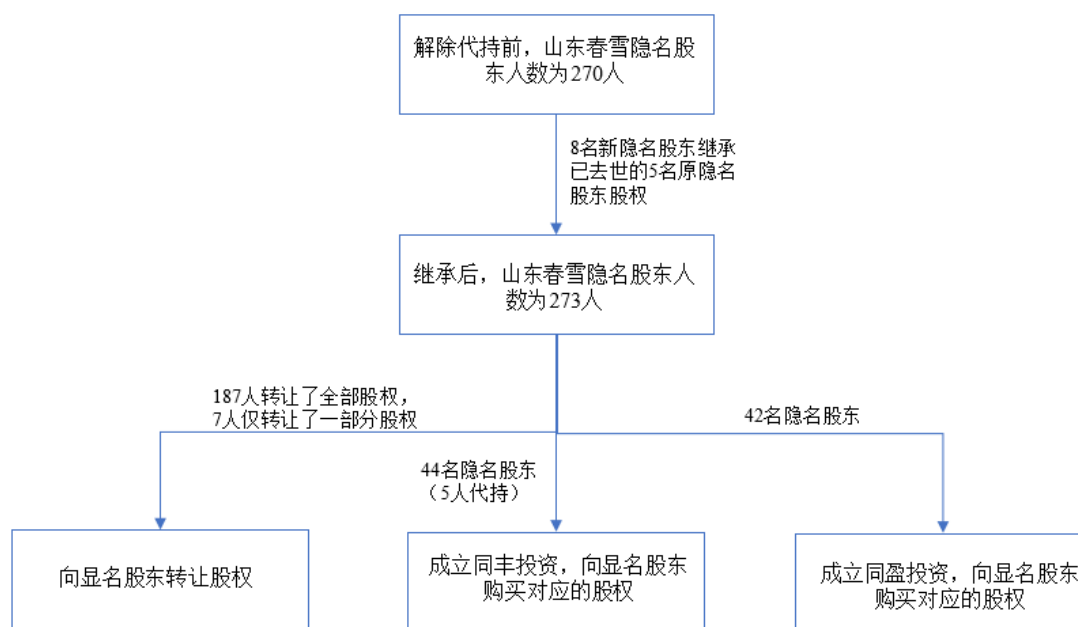 解除代持前，山东春雪隐名股
东人数为270人
8名新隐名股东继承
已去世的5名原隐名
股东股权
继承后，山东春雪隐名股东人
数为273人
187人转让了全部股权，
7人仅转让了一部分股权
42名隐名股东
44名隐名股东
（5人代持）
向显名股东转让股权
成立同丰投资，向显名股东
购买对应的股权
成立同盈投资，向显名股东
购买对应的股权